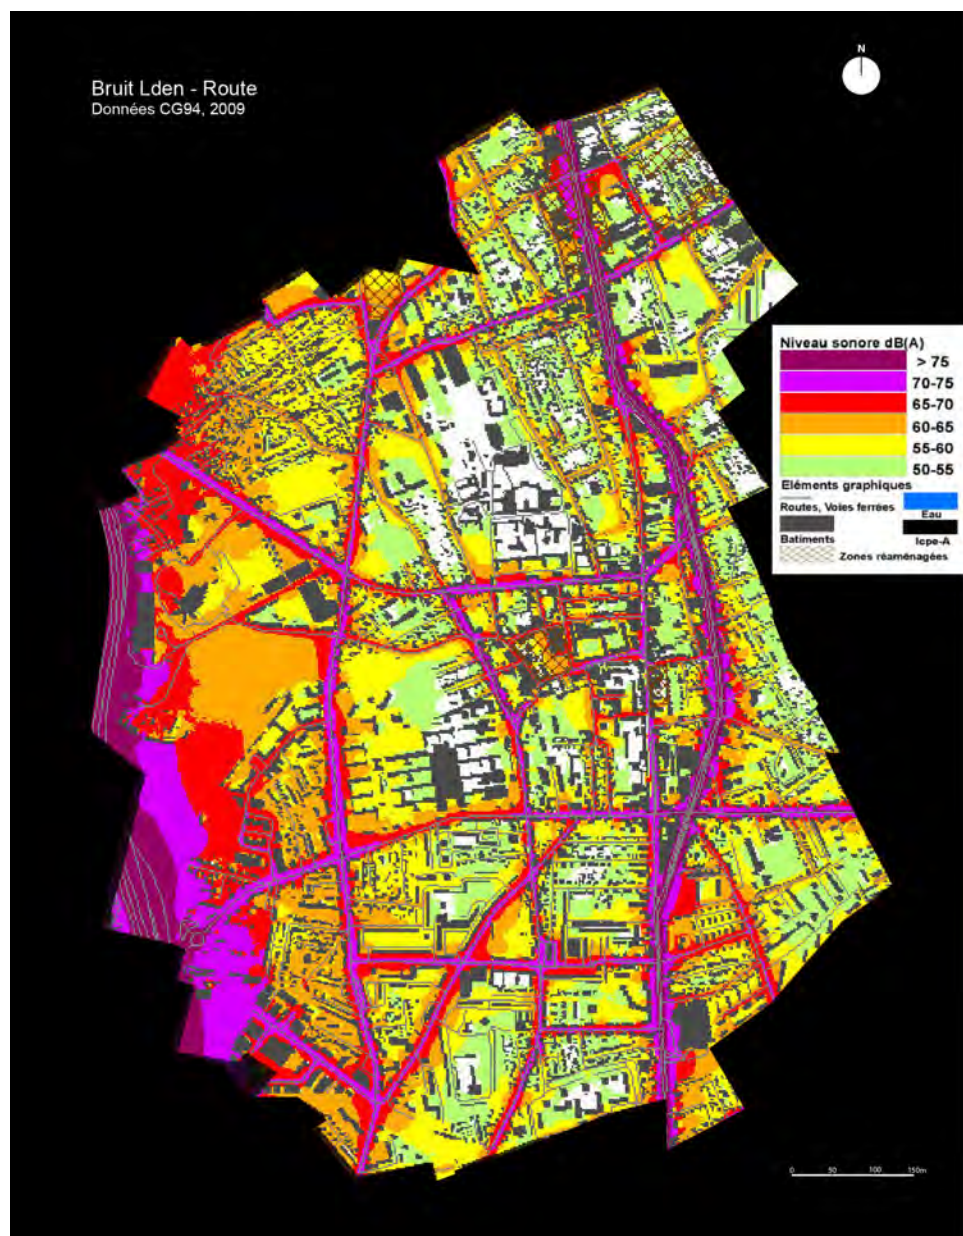 N
Bruit Lden - Route
Données CG94, 2009
Niveau sonore dB(A)
> 75
70-75
65-70
60-65
55-60
50-55
Eléments graphiques
Routes, Voies ferrées
Eau
Batiments
Icpe-A
Zones réaménagées
0 50 100 150m